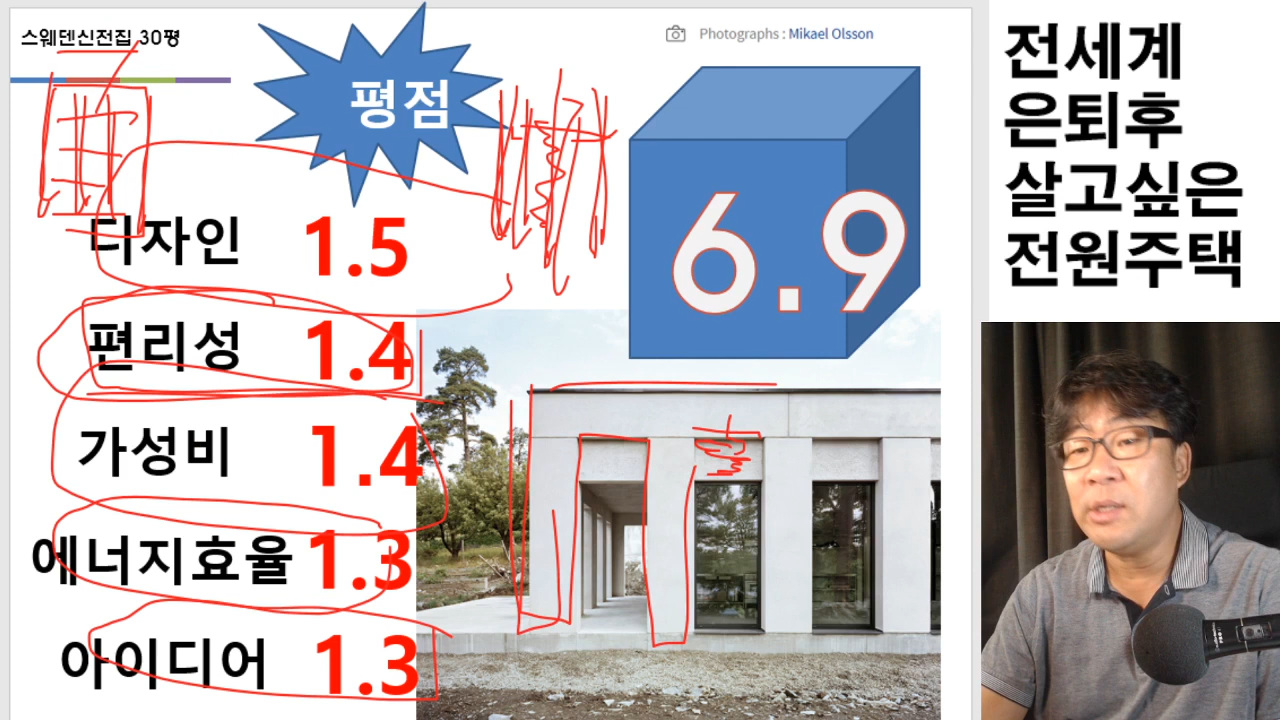 스웨덴신전집 30평
Photographs : Mikael Olsson
평점
6.9
디자인 1.5
편리성 1.4
가성비 1.4
에너지효율 1.3
아이디어 1.3
전세계
은퇴후
살고싶은
전원주택